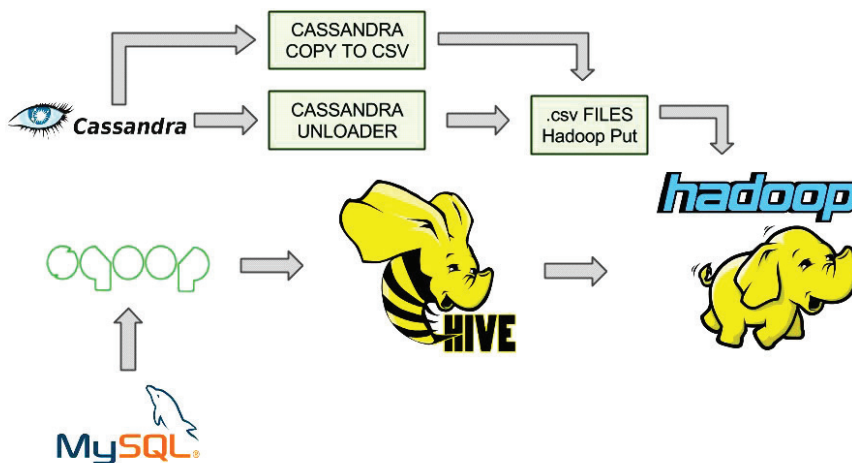 CASSANDRA
COPY TO CSV
Cassandra
CASSANDRA
UNLOADER
.csv FILES
Hadoop Put
hadoop
sqoop
HIVE
MySQL®